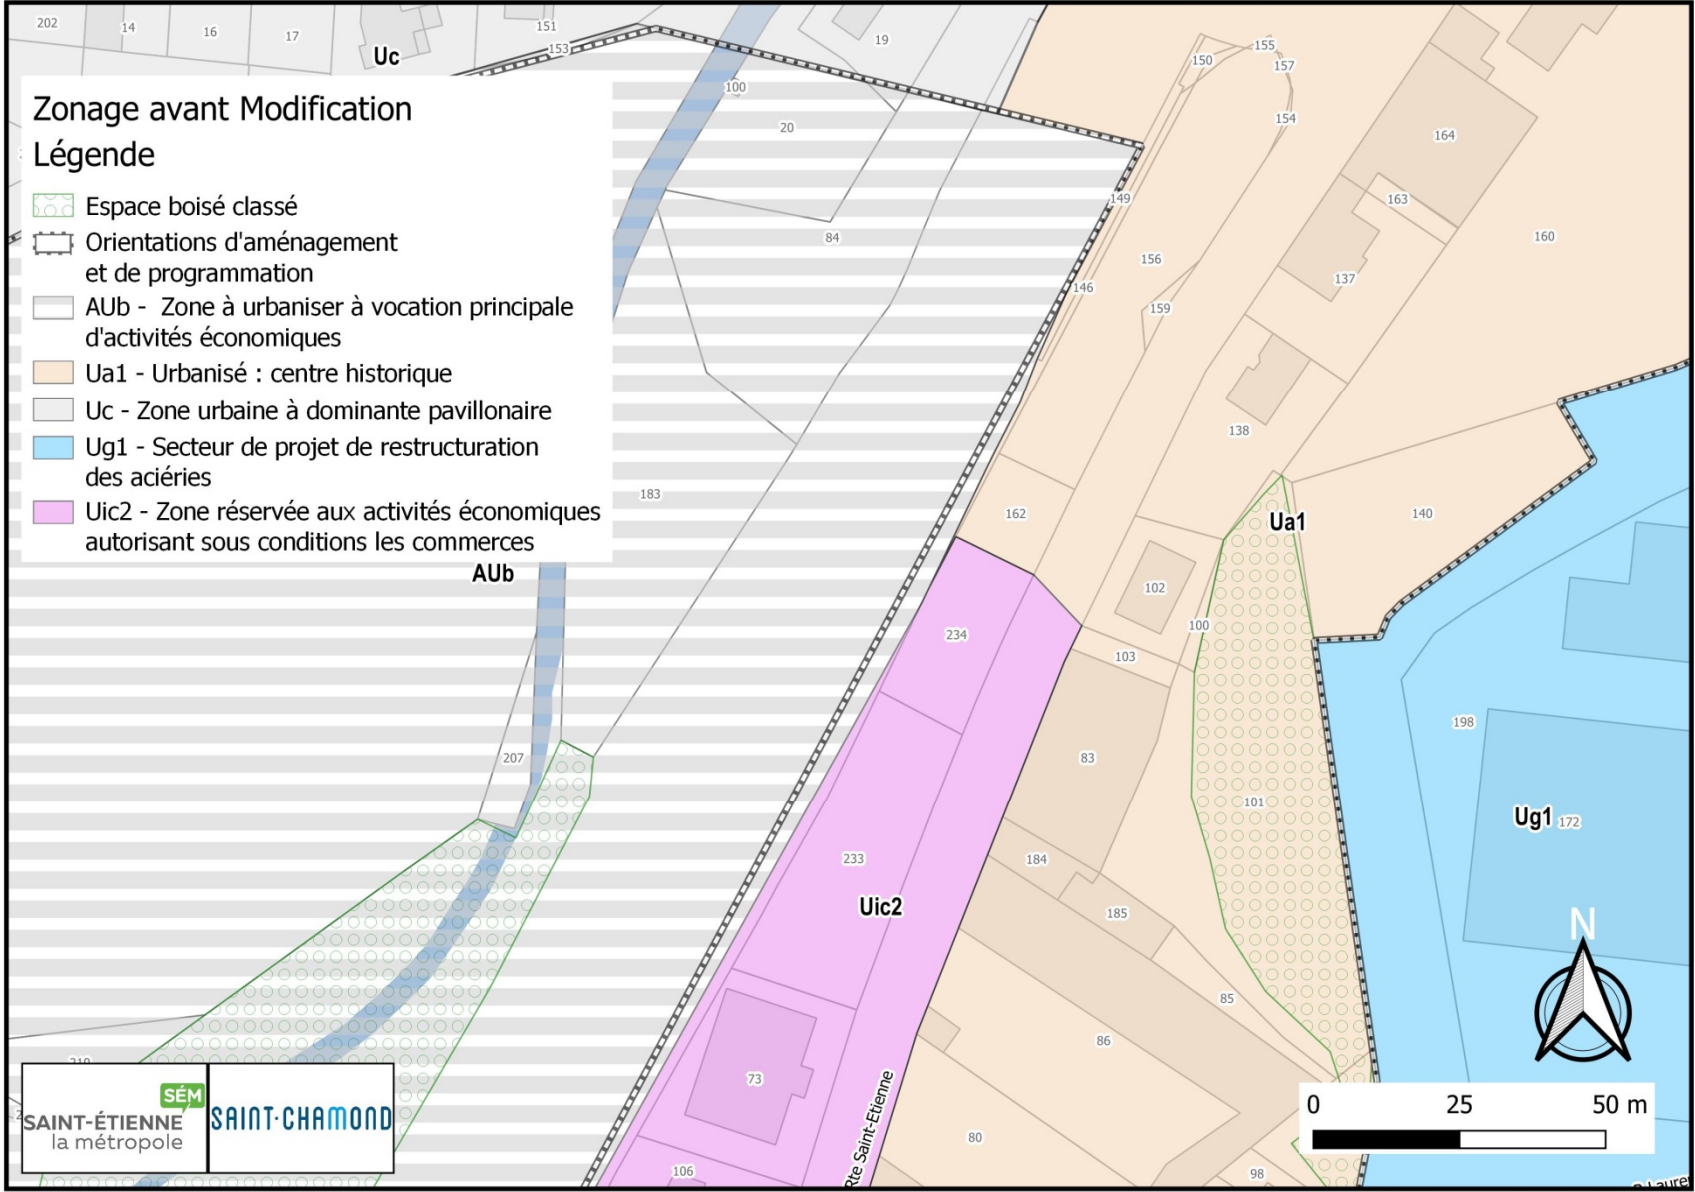 202
14
16
17
Uc
151
153
19
150
155
157
154
164
100
20
149
163
160
84
156
137
146
159
Zonage avant Modification
Légende
Espace boisé classé
Orientations d'aménagement
et de programmation
AUb - Zone à urbaniser à vocation principale
d'activités économiques
Ua1 - Urbanisé : centre historique
Uc - Zone urbaine à dominante pavillonaire
Ug1 - Secteur de projet de restructuration
des aciéries
Uic2 - Zone réservée aux activités économiques
autorisant sous conditions les commerces
138
183
162
Ua1
140
AUb
102
100
234
103
198
207
83
101
Ug1
172
233
184
Uic2
185
85
N
86
73
80
106
98
Rte Saint-Etienne
SÉM
SAINT-ÉTIENNE
la métropole
SAINT-CHAMOND
0 25 50 m